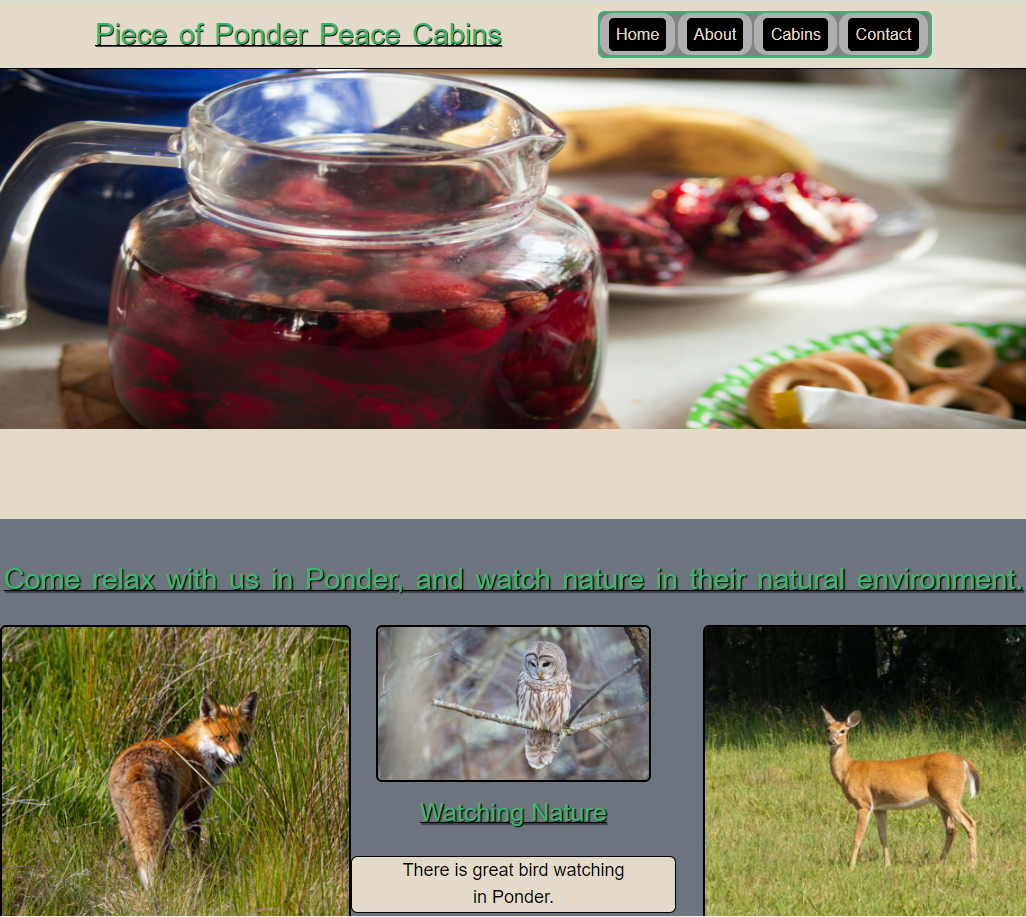 Piece of Ponder Peace Cabins
Home About Cabins Contact
Come relax with us in Ponder, and watch nature in their natural environment.
Watching Nature
There is great bird watching
in Ponder.